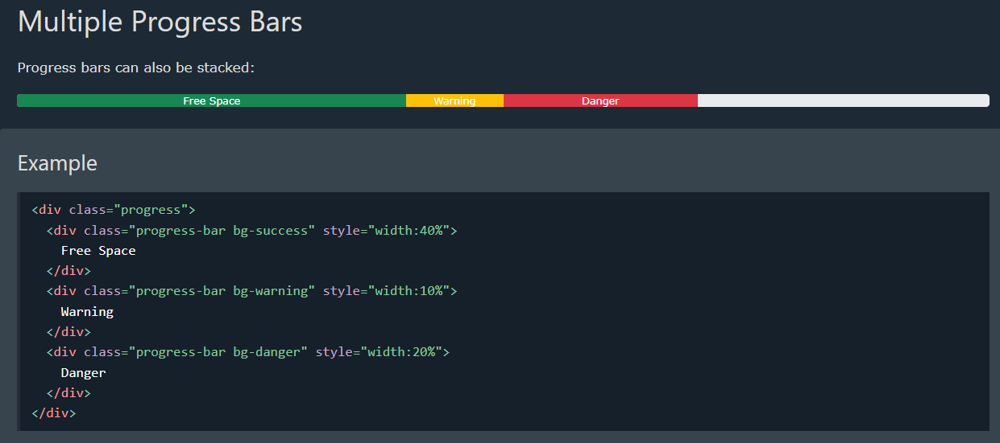 Multiple Progress Bars
Progress bars can also be stacked:
Free Space Warning Danger
Example
<div class="progress">
  <div class="progress-bar bg-success" style="width:40%">
    Free Space
  </div>
  <div class="progress-bar bg-warning" style="width:10%">
    Warning
  </div>
  <div class="progress-bar bg-danger" style="width:20%">
    Danger
  </div>
</div>